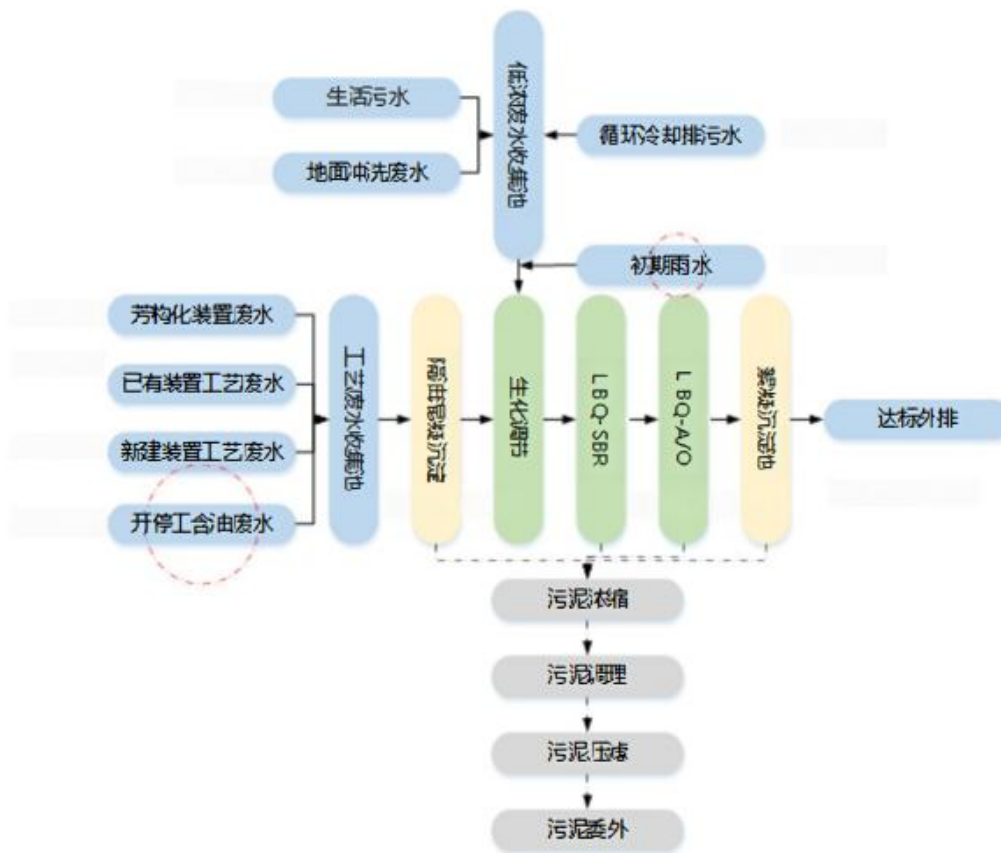 低浓废水收集池
生活污水
循环冷却排污水
地面冲洗废水
初期雨水
芳构化装置废水
已有装置工艺废水
新建装置工艺废水
开停工含油废水
工艺废水收集池
隔油混凝沉淀
生化调节
LBQ-SBR
LBQ-A/O
絮凝沉淀池
达标外排
污泥浓缩
污泥调理
污泥压虑
污泥委外